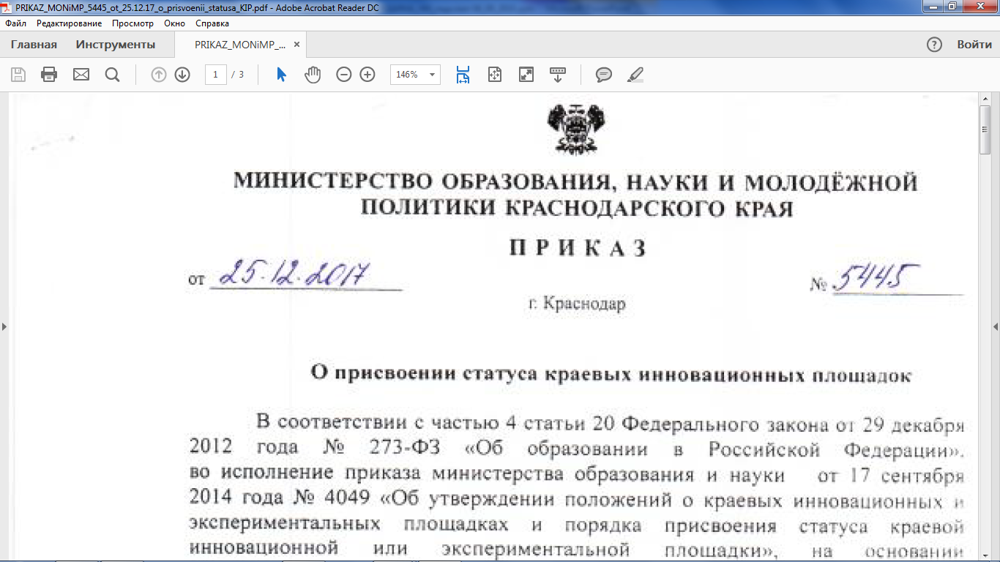 PRIKAZ_MONiMP_5445_ot_25.12.17_o_prisvoenii_statusa_KIP.pdf - Adobe Acrobat Reader DC
Файл Редактирование Просмотр Окно Справка
Главная Инструменты PRIKAZ_MONiMP_... × Войти
1 / 3 146%
МИНИСТЕРСТВО ОБРАЗОВАНИЯ, НАУКИ И МОЛОДЁЖНОЙ
ПОЛИТИКИ КРАСНОДАРСКОГО КРАЯ
П Р И К А З
от 25.12.2017 № 5445
г. Краснодар
О присвоении статуса краевых инновационных площадок
В соответствии с частью 4 статьи 20 Федерального закона от 29 декабря
2012 года № 273-ФЗ «Об образовании в Российской Федерации».
во исполнение приказа министерства образования и науки от 17 сентября
2014 года № 4049 «Об утверждении положений о краевых инновационных и
экспериментальных площадках и порядка присвоения статуса краевой
инновационной или экспериментальной площадки», на основании